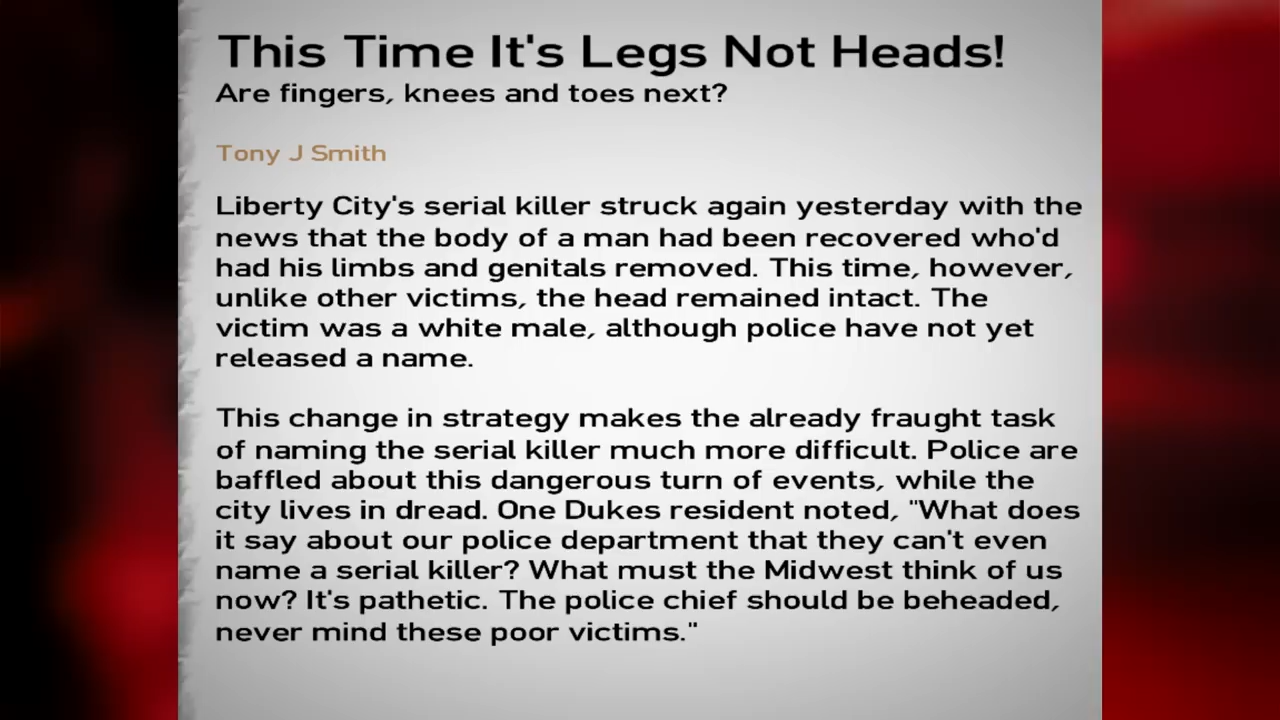 This Time It's Legs Not Heads!
Are fingers, knees and toes next?
Tony J Smith
Liberty City's serial killer struck again yesterday with the
news that the body of a man had been recovered who'd
had his limbs and genitals removed. This time, however,
unlike other victims, the head remained intact. The
victim was a white male, although police have not yet
released a name.
This change in strategy makes the already fraught task
of naming the serial killer much more difficult. Police are
baffled about this dangerous turn of events, while the
city lives in dread. One Dukes resident noted, "What does
it say about our police department that they can't even
name a serial killer? What must the Midwest think of us
now? It's pathetic. The police chief should be beheaded,
never mind these poor victims."